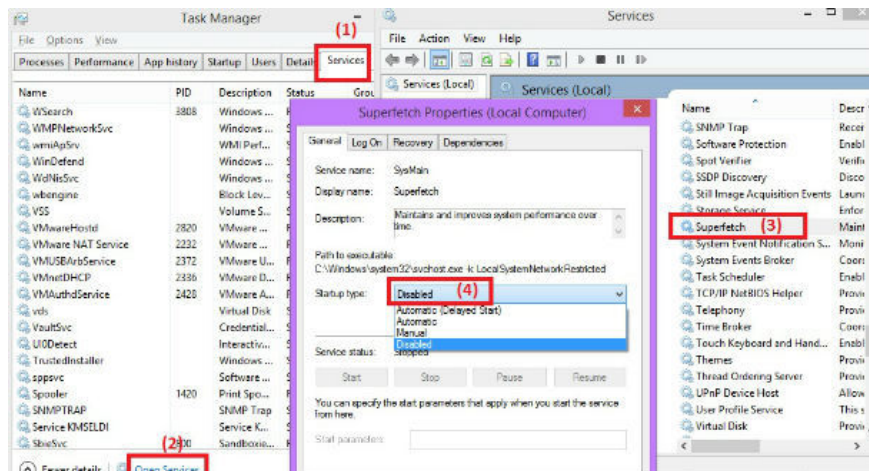 Task Manager
(1)
File Options View
Processes Performance App history Startup Users Details Services
Name PID Description Status
WSearch 3808 Windows ...
WMPNetworkSvc Windows ...
wmiApSrv WMI Perf...
WinDefend Windows ...
WdNisSvc Windows ...
wbengine Block Lev...
VSS Volume S...
VMwareHostd 2820 VMware ...
VMware NAT Service 2232 VMware ...
VMUSBArbService 2372 VMware U...
VMnetDHCP 2336 VMware D...
VMAuthdService 2428 VMware A...
vds Virtual Disk
VaultSvc Credential...
UI0Detect Interactiv...
TrustedInstaller Windows ...
sppsvc Software ...
Spooler 1420 Print Spo...
SNMPTRAP SNMP Trap
Service KMSELDI Service K...
SbieSvc Sandboxie...
(2)
Fewer details Open Services
Services
File Action View Help
Services (Local) Services (Local)
Superfetch Properties (Local Computer)
General Log On Recovery Dependencies
Service name: SysMain
Display name: Superfetch
Description: Maintains and improves system performance over
time.
Path to executable:
C:\Windows\system32\svchost.exe -k LocalSystemNetworkRestricted
Startup type: Disabled (4)
Automatic (Delayed Start)
Automatic
Manual
Disabled
Service status: Stopped
Start Stop Pause Resume
You can specify the start parameters that apply when you start the service
from here.
Start parameters:
Name Descr
SNMP Trap Recei
Software Protection Enabl
Spot Verifier Verifi
SSDP Discovery Disco
Still Image Acquisition Events Laun
Storage Service Enfor
Superfetch (3) Maint
System Event Notification S... Moni
System Events Broker Coor
Task Scheduler Enabl
TCP/IP NetBIOS Helper Provi
Telephony Provi
Time Broker Coor
Touch Keyboard and Hand... Enabl
Themes Provi
Thread Ordering Server Provi
UPnP Device Host Allow
User Profile Service This s
Virtual Disk Provi